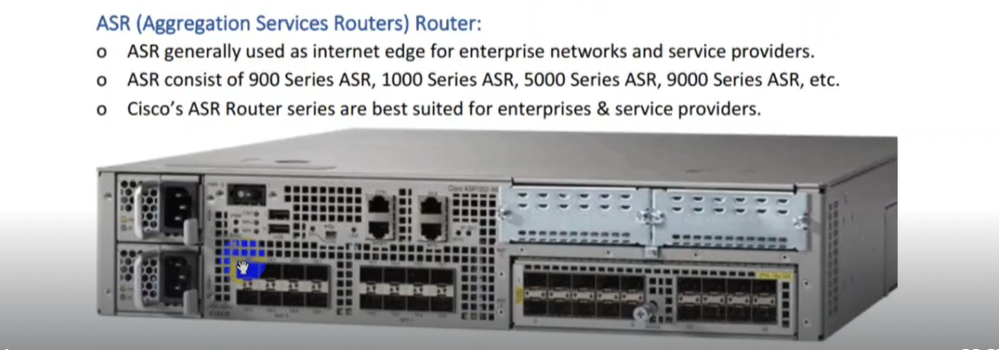 ASR (Aggregation Services Routers) Router:
o ASR generally used as internet edge for enterprise networks and service providers.
o ASR consist of 900 Series ASR, 1000 Series ASR, 5000 Series ASR, 9000 Series ASR, etc.
o Cisco's ASR Router series are best suited for enterprises & service providers.